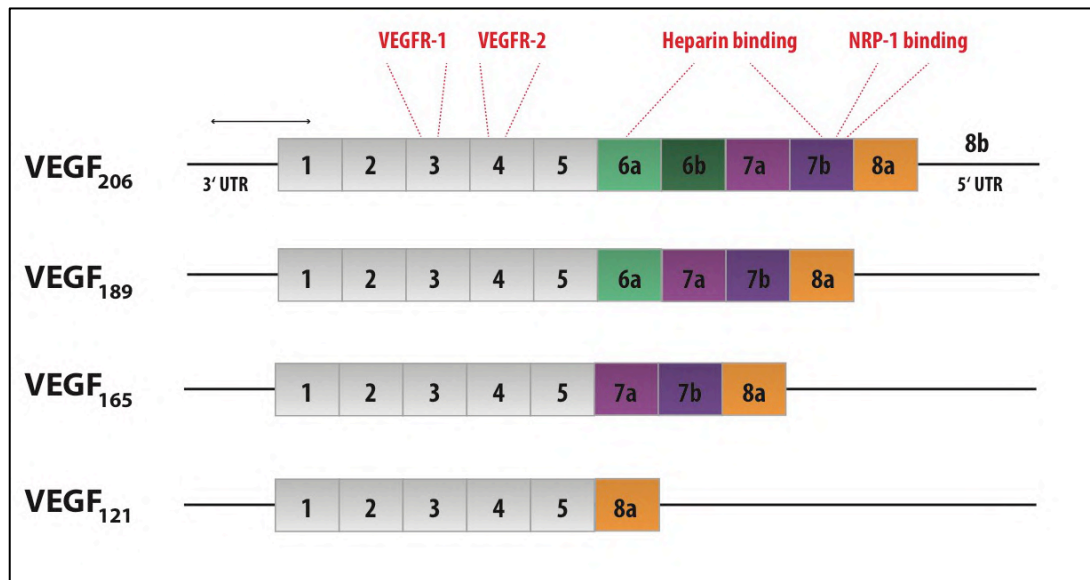 VEGFR-1 VEGFR-2 Heparin binding NRP-1 binding
8b
VEGF206 1 2 3 4 5 6a 6b 7a 7b 8a
3‘ UTR 5‘ UTR
VEGF189 1 2 3 4 5 6a 7a 7b 8a
VEGF165 1 2 3 4 5 7a 7b 8a
VEGF121 1 2 3 4 5 8a